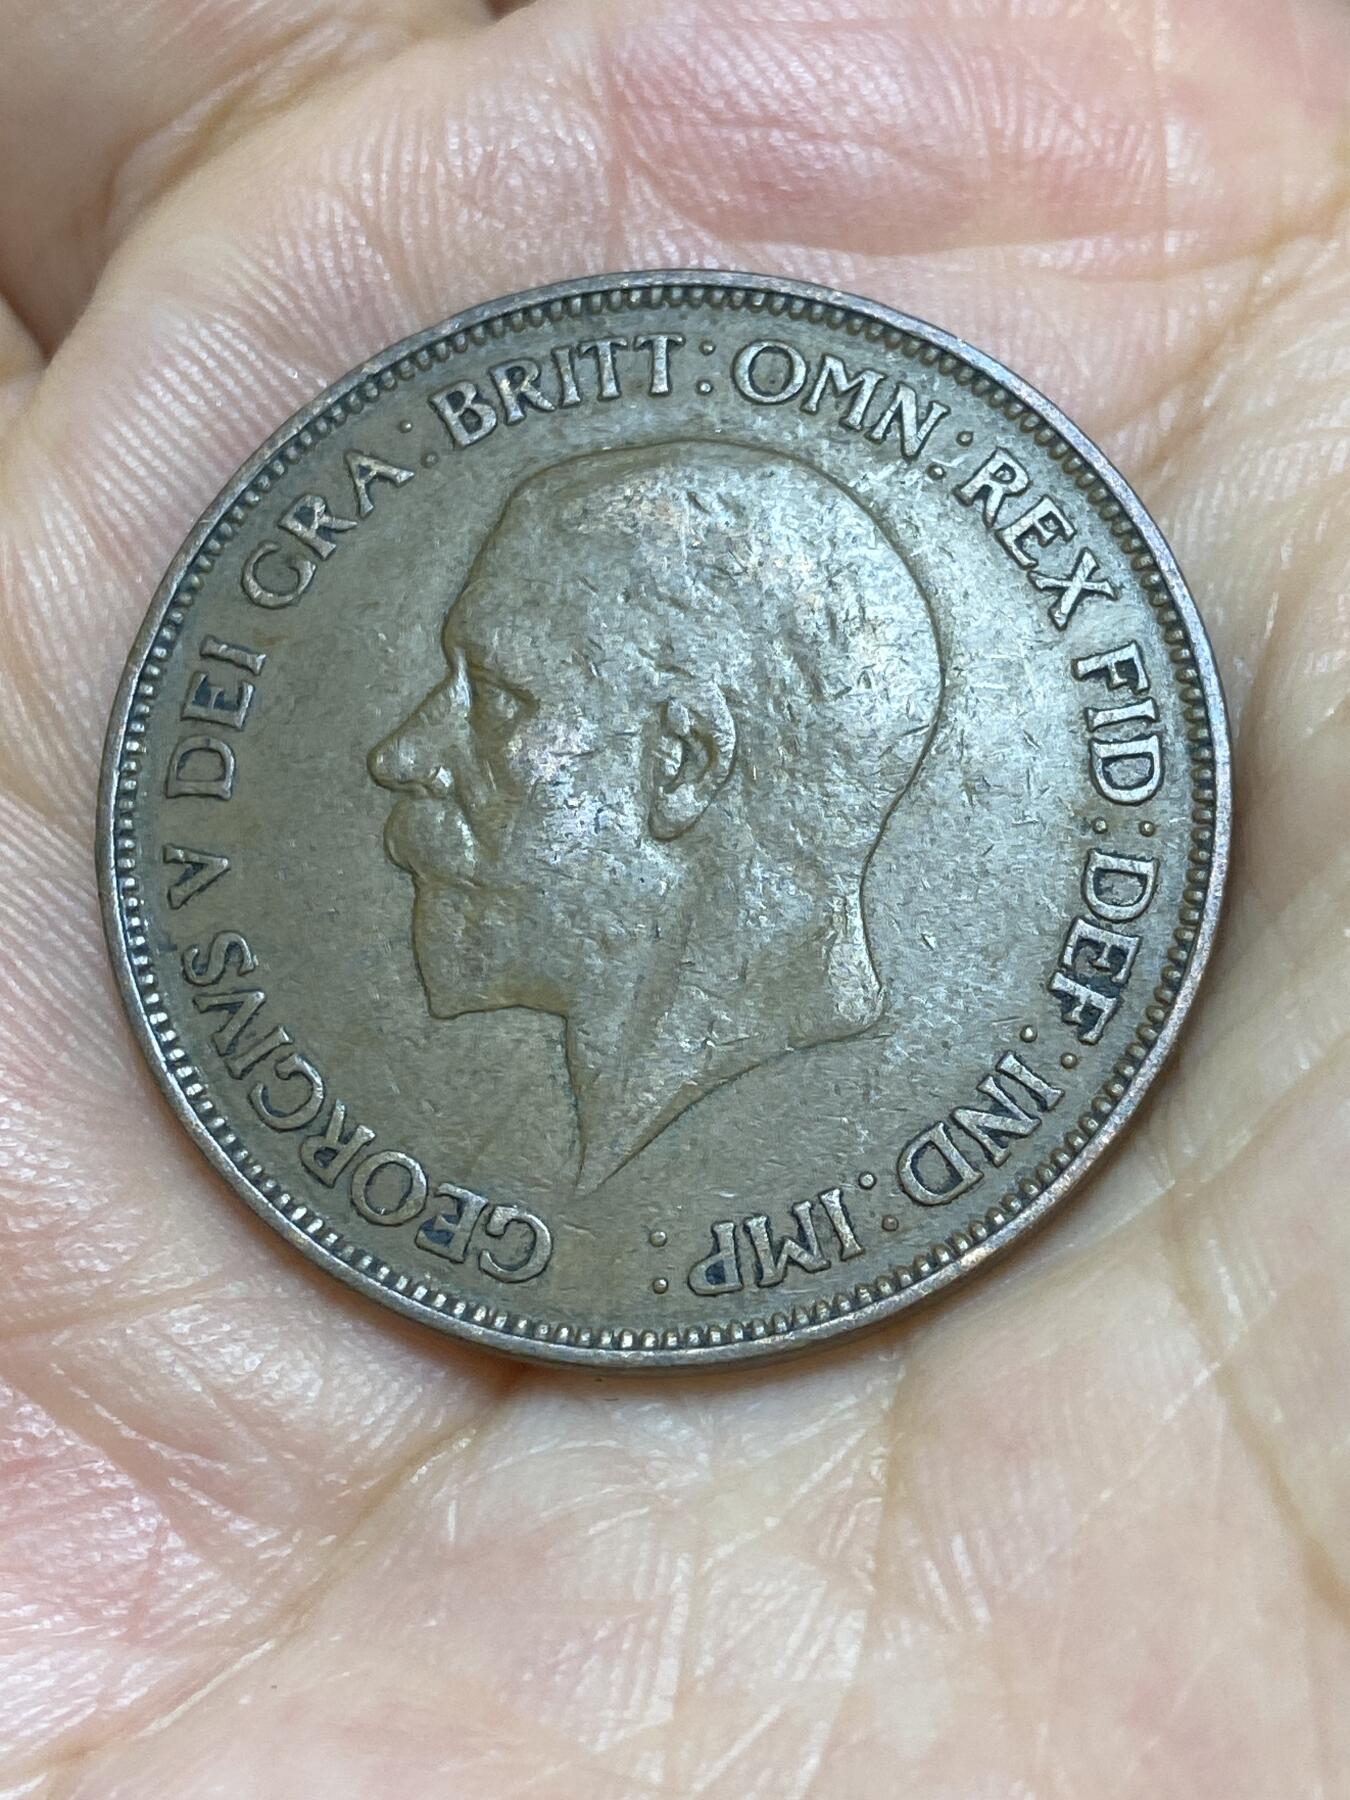 GEORGIVS V DEI GRA: BRITT: OMN: REX FID: DEF: IND: IMP: